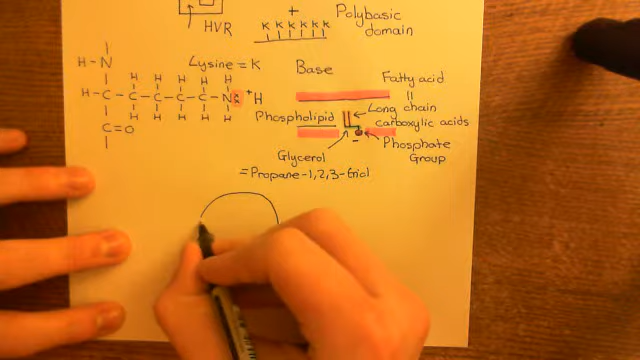 HVR
+
K K K K K K
Polybasic
domain
Lysine = K
Base
H-N
H H H H
H-C-C-C-C-C-N: +H
H H H H
C=O
Fatty acid
=
Long chain
carboxylic acids
Phospholipid
-
Phosphate
Group
Glycerol
= Propane-1,2,3-triol